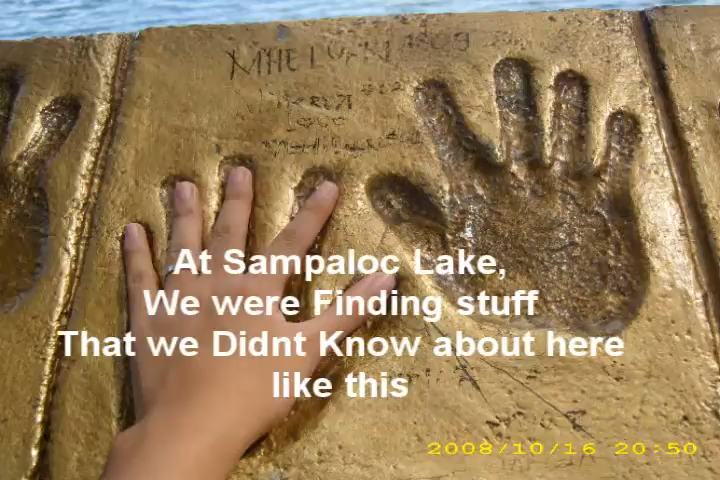 At Sampaloc Lake,
We were Finding stuff
That we Didnt Know about here
like this
2008/10/16 20:50